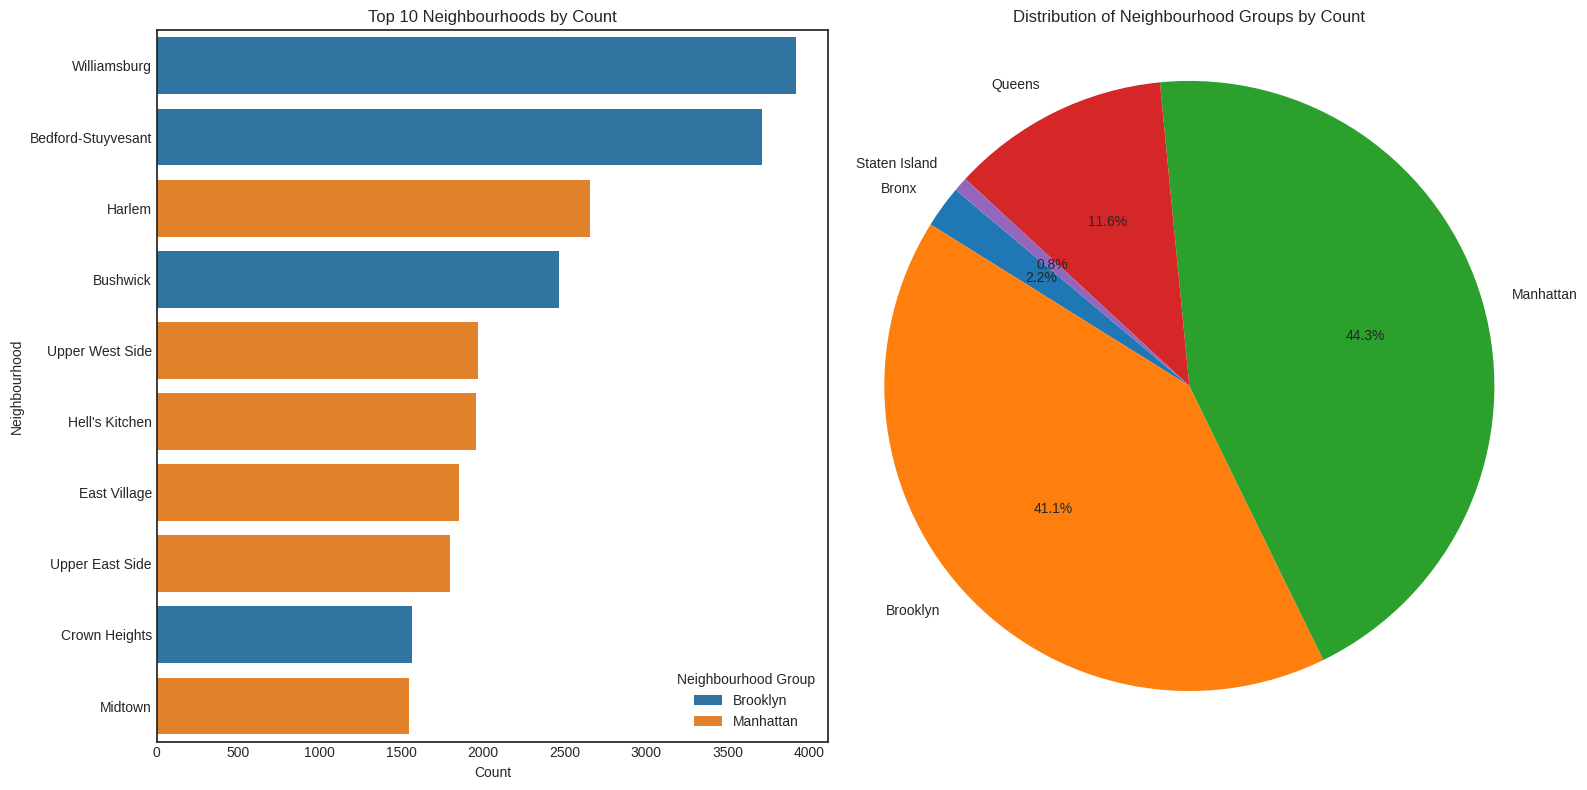 Top 10 Neighbourhoods by Count
Neighbourhood
Williamsburg
Bedford-Stuyvesant
Harlem
Bushwick
Upper West Side
Hell's Kitchen
East Village
Upper East Side
Crown Heights
Midtown
Neighbourhood Group
Brooklyn
Manhattan
0 500 1000 1500 2000 2500 3000 3500 4000
Count
Distribution of Neighbourhood Groups by Count
Queens
Staten Island
Bronx
11.6%
0.8%
2.2%
Manhattan
44.3%
41.1%
Brooklyn